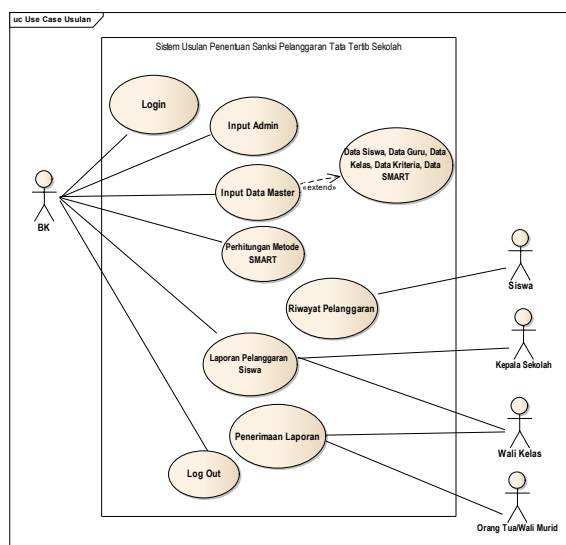 uc Use Case Usulan
Sistem Usulan Penentuan Sanksi Pelanggaran Tata Tertib Sekolah
Login
Input Admin
Data Siswa, Data Guru, Data
Kelas, Data Kriteria, Data
SMART
Input Data Master
«extend»
BK
Perhitungan Metode
SMART
Siswa
Riwayat Pelanggaran
Laporan Pelanggaran
Siswa
Kepala Sekolah
Penerimaan Laporan
Wali Kelas
Log Out
Orang Tua/Wali Murid